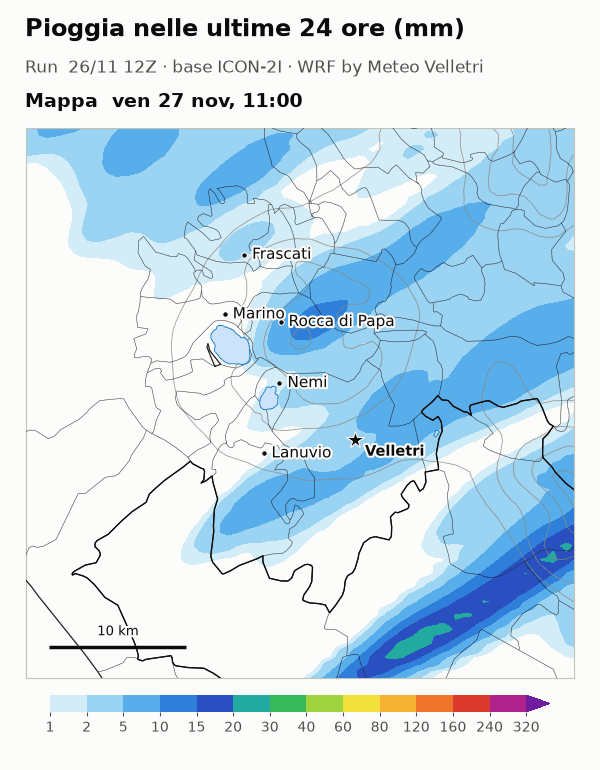 Pioggia nelle ultime 24 ore (mm)
Run  26/11 12Z · base ICON-2I · WRF by Meteo Velletri
Mappa  ven 27 nov, 11:00
Frascati
Marino
Rocca di Papa
Nemi
Velletri
Lanuvio
10 km
1 2 5 10 15 20 30 40 60 80 120 160 240 320